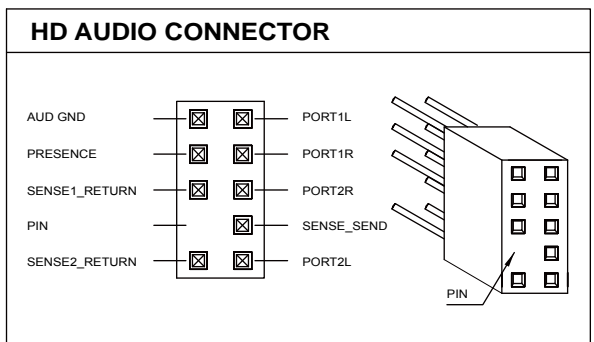 HD AUDIO CONNECTOR
AUD GND
PORT1L
PRESENCE
PORT1R
SENSE1_RETURN
PORT2R
PIN
SENSE_SEND
SENSE2_RETURN
PORT2L
PIN